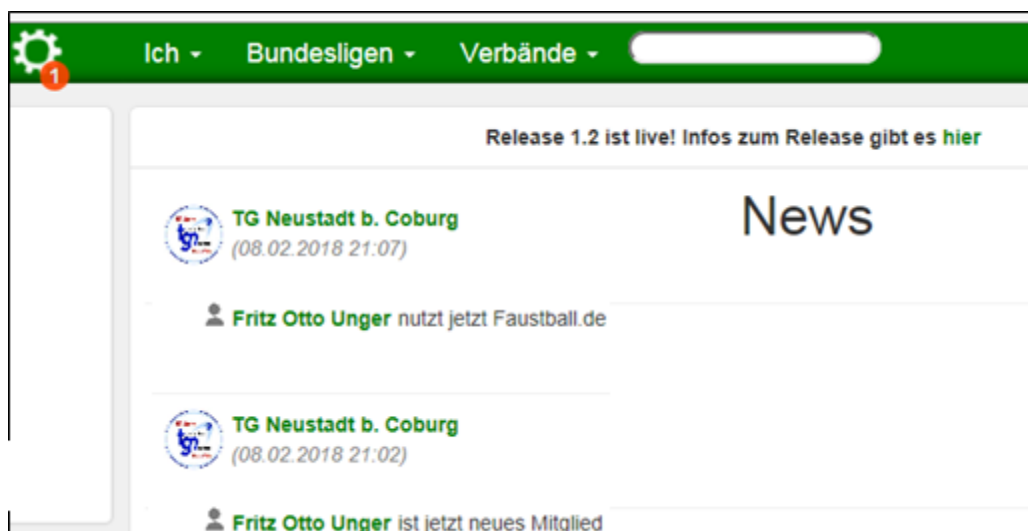 1
Ich Bundesligen Verbände
Release 1.2 ist live! Infos zum Release gibt es hier
News
TG Neustadt b. Coburg
(08.02.2018 21:07)
Fritz Otto Unger nutzt jetzt Faustball.de
TG Neustadt b. Coburg
(08.02.2018 21:02)
Fritz Otto Unger ist jetzt neues Mitglied